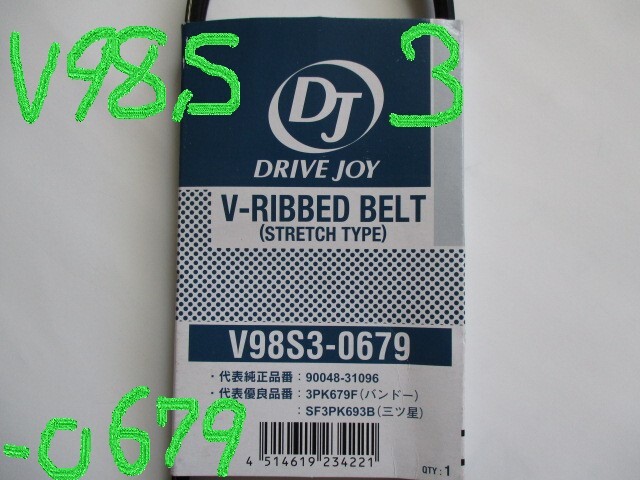 V98,S 3
DJ
DRIVE JOY
V-RIBBED BELT
(STRETCH TYPE)
V98S3-0679
・代表純正品番：90048-31096
・代表優良品番：3PK679F（バンドー）
：SF3PK693B（三ツ星）
-0679
4 514619 234221
QTY : 1